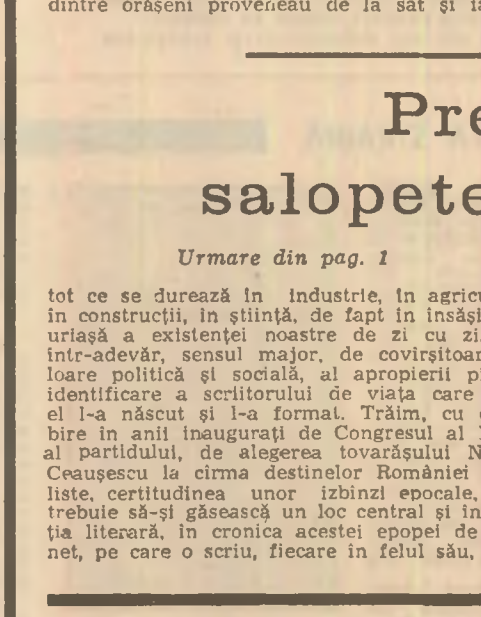 dintre orășeni proveneau de la sat și
Pre
salopete
Urmare din pag. 1
tot ce se durează în industrie, în agricu
în construcții, în știință, de fapt în însăși
uriașă a existenței noastre de zi cu zi.
într-adevăr, sensul major, de covîrșitoar
loare politică și socială, al apropierii p
identificare a scriitorului de viața care
el l-a născut și l-a format. Trăim, cu
bire în anii inaugurați de Congresul al
al partidului, de alegerea tovarășului N
Ceaușescu la cîrma destinelor României
liste, certitudinea unor izbînzi epocale,
trebuie să-și găsească un loc central și în
ția literară, în cronica acestei epopei de
net, pe care o scriu, fiecare în felul său,